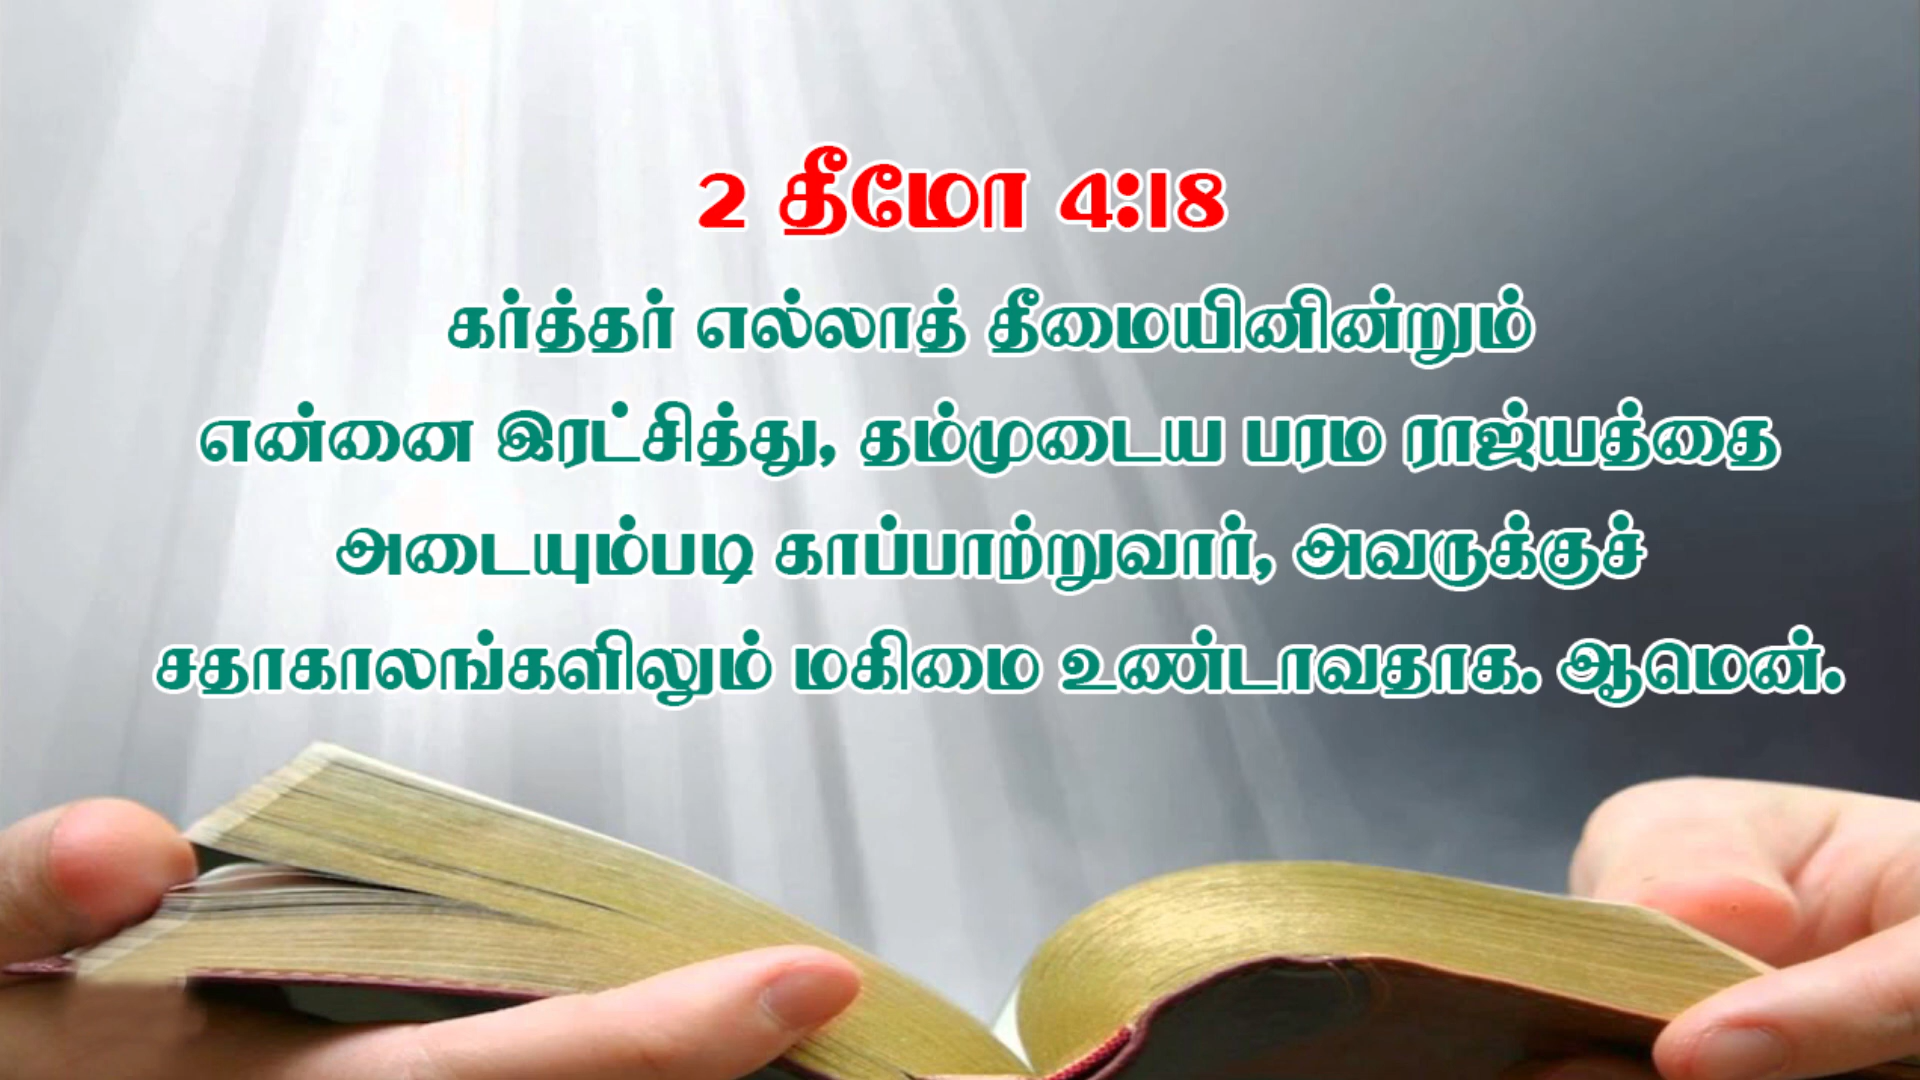 2 தீமோ 4:18
கர்த்தர் எல்லாத் தீமையினின்றும்
என்னை இரட்சித்து, தம்முடைய பரம ராஜ்யத்தை
அடையும்படி காப்பாற்றுவார், அவருக்குச்
சதாகாலங்களிலும் மகிமை உண்டாவதாக. ஆமென்.